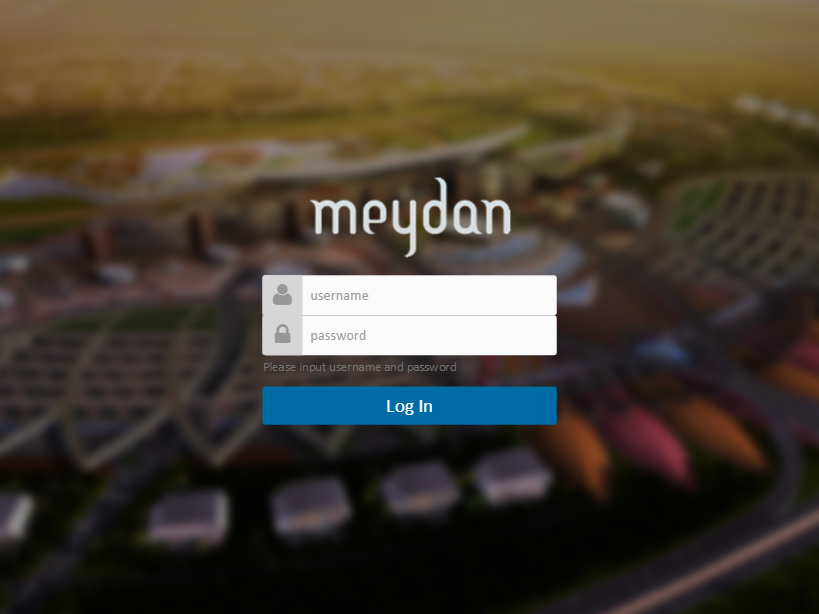 meydan
username
password
Please input username and password
Log In